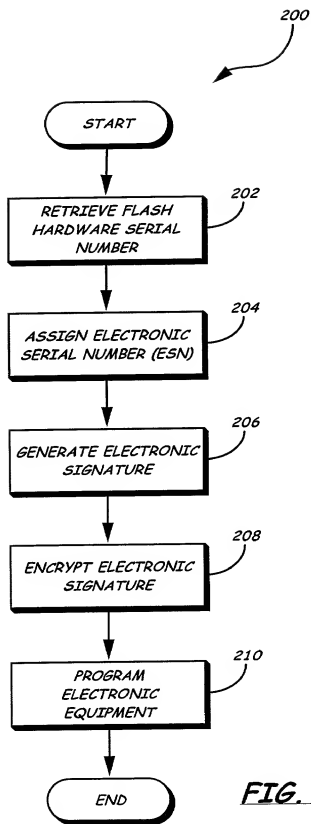 200
START
202
RETRIEVE FLASH
HARDWARE SERIAL
NUMBER
204
ASSIGN ELECTRONIC
SERIAL NUMBER (ESN)
206
GENERATE ELECTRONIC
SIGNATURE
208
ENCRYPT ELECTRONIC
SIGNATURE
210
PROGRAM
ELECTRONIC
EQUIPMENT
END
FIG.